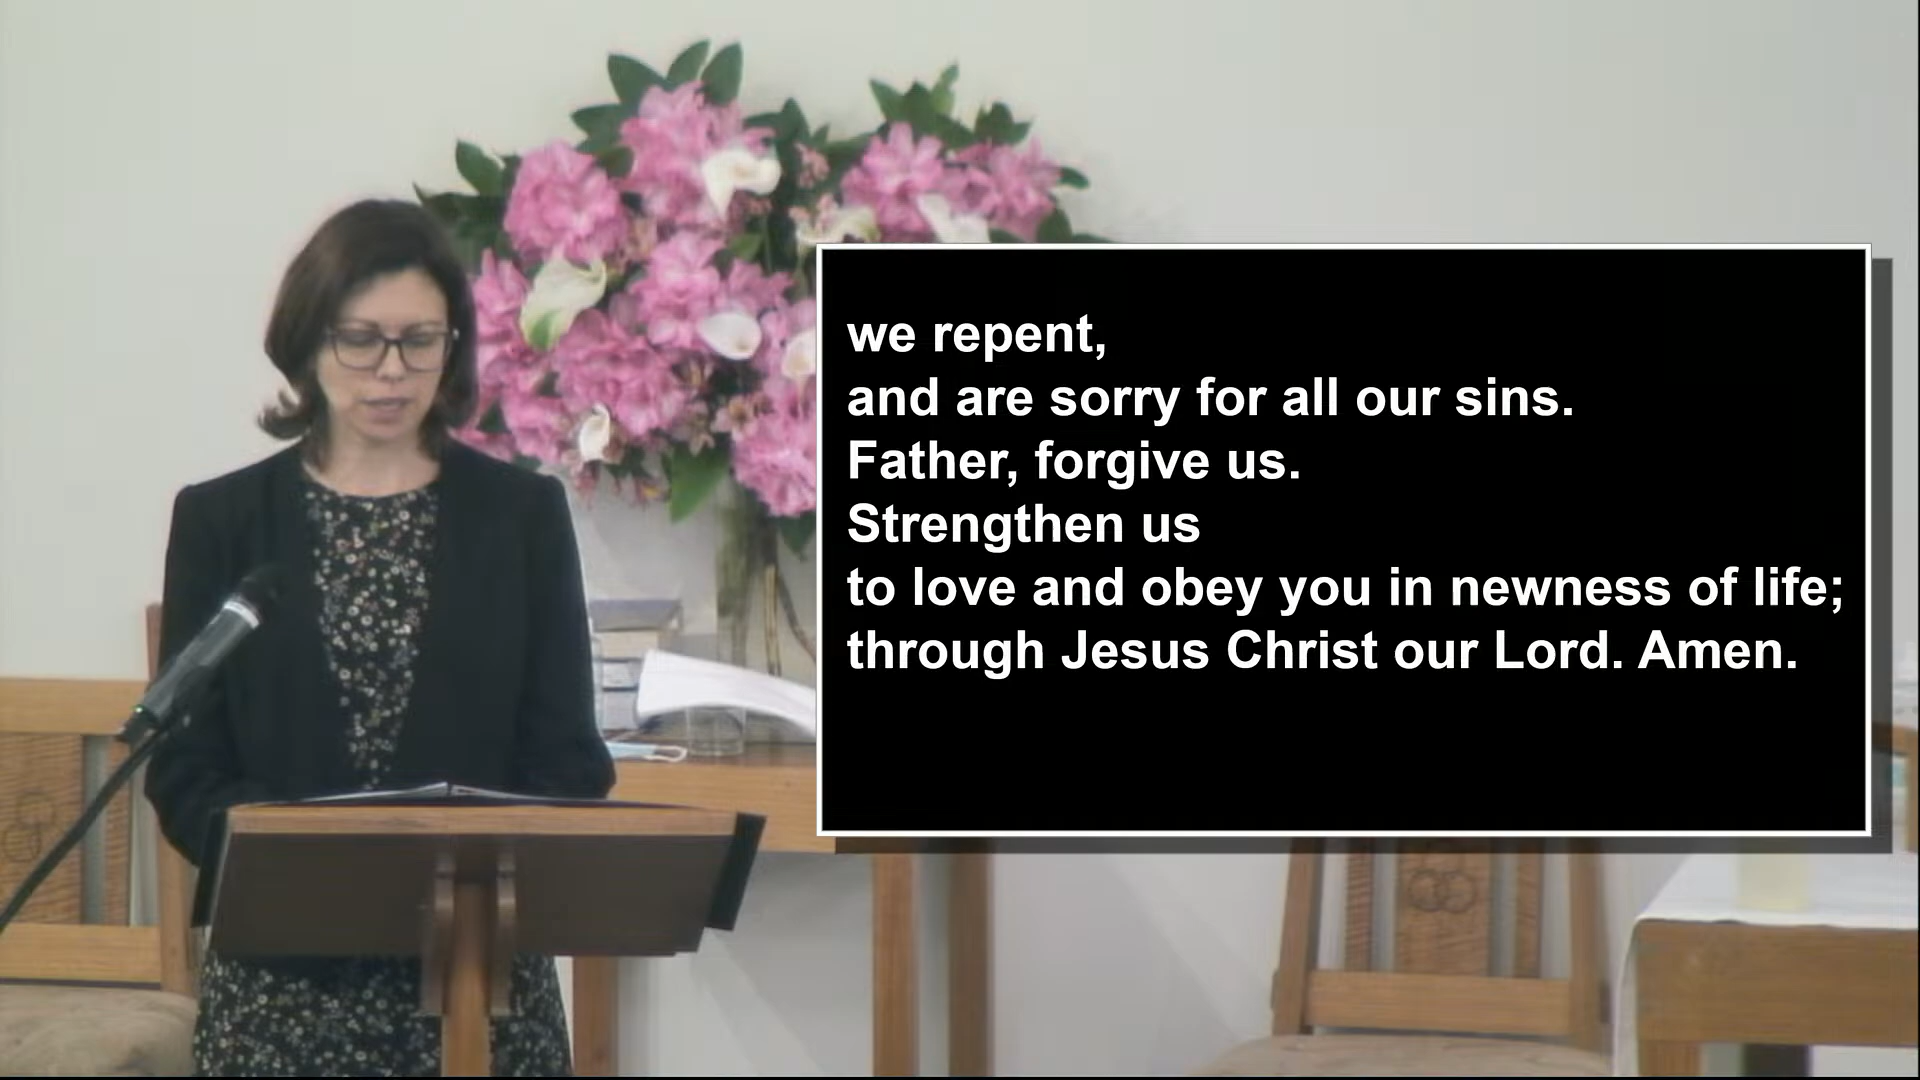 we repent,
and are sorry for all our sins.
Father, forgive us.
Strengthen us
to love and obey you in newness of life;
through Jesus Christ our Lord. Amen.